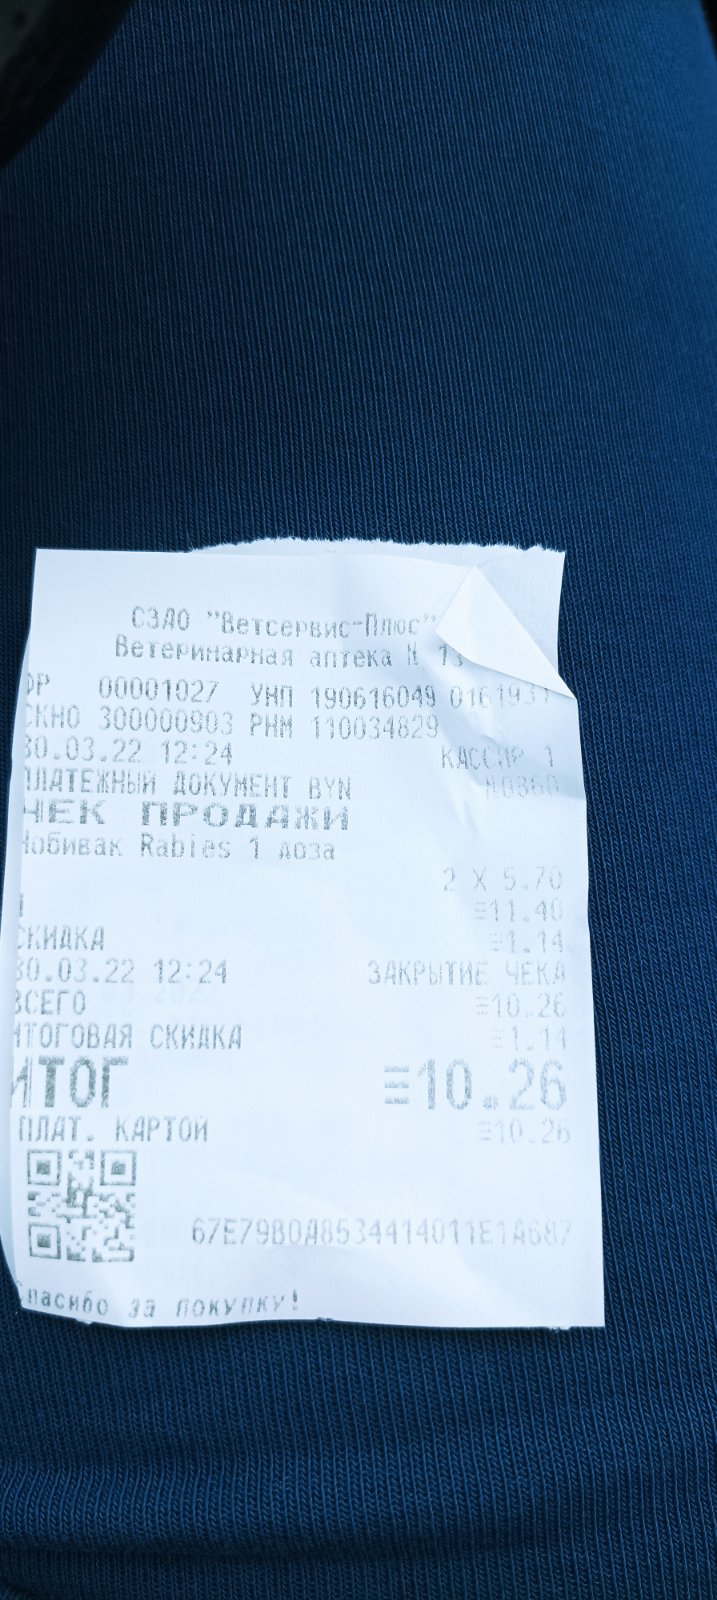 СЗАО "Ветсервис-Плюс"
Ветеринарная аптека N 13
00001027 УНП 190616049 0161931
СКНО 300000903 РНМ 110034829
30.03.22 12:24 КАССИР 1
ПЛАТЕЖНЫЙ ДОКУМЕНТ BYN
ЧЕК ПРОДАЖИ
Нобивак Rabies 1 доза
2 X 5.70
≡11.40
СКИДКА ≡1.14
30.03.22 12:24 ЗАКРЫТИЕ ЧЕКА
ВСЕГО ≡10.26
ИТОГОВАЯ СКИДКА ≡1.14
ИТОГ ≡10.26
ПЛАТ. КАРТОЙ ≡10.26
67E79B0A8534414011E1A687
Спасибо за покупку!